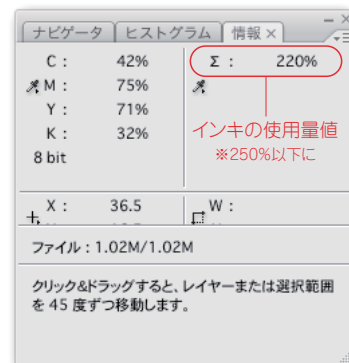 ナビゲータ ヒストグラム 情報 ×
C : 42% Σ : 220%
M : 75%
Y : 71%
K : 32%
8 bit
インキの使用量値
※250%以下に
X : 36.5 W :
ファイル : 1.02M/1.02M
クリック&ドラッグすると、レイヤーまたは選択範囲
を 45 度ずつ移動します。